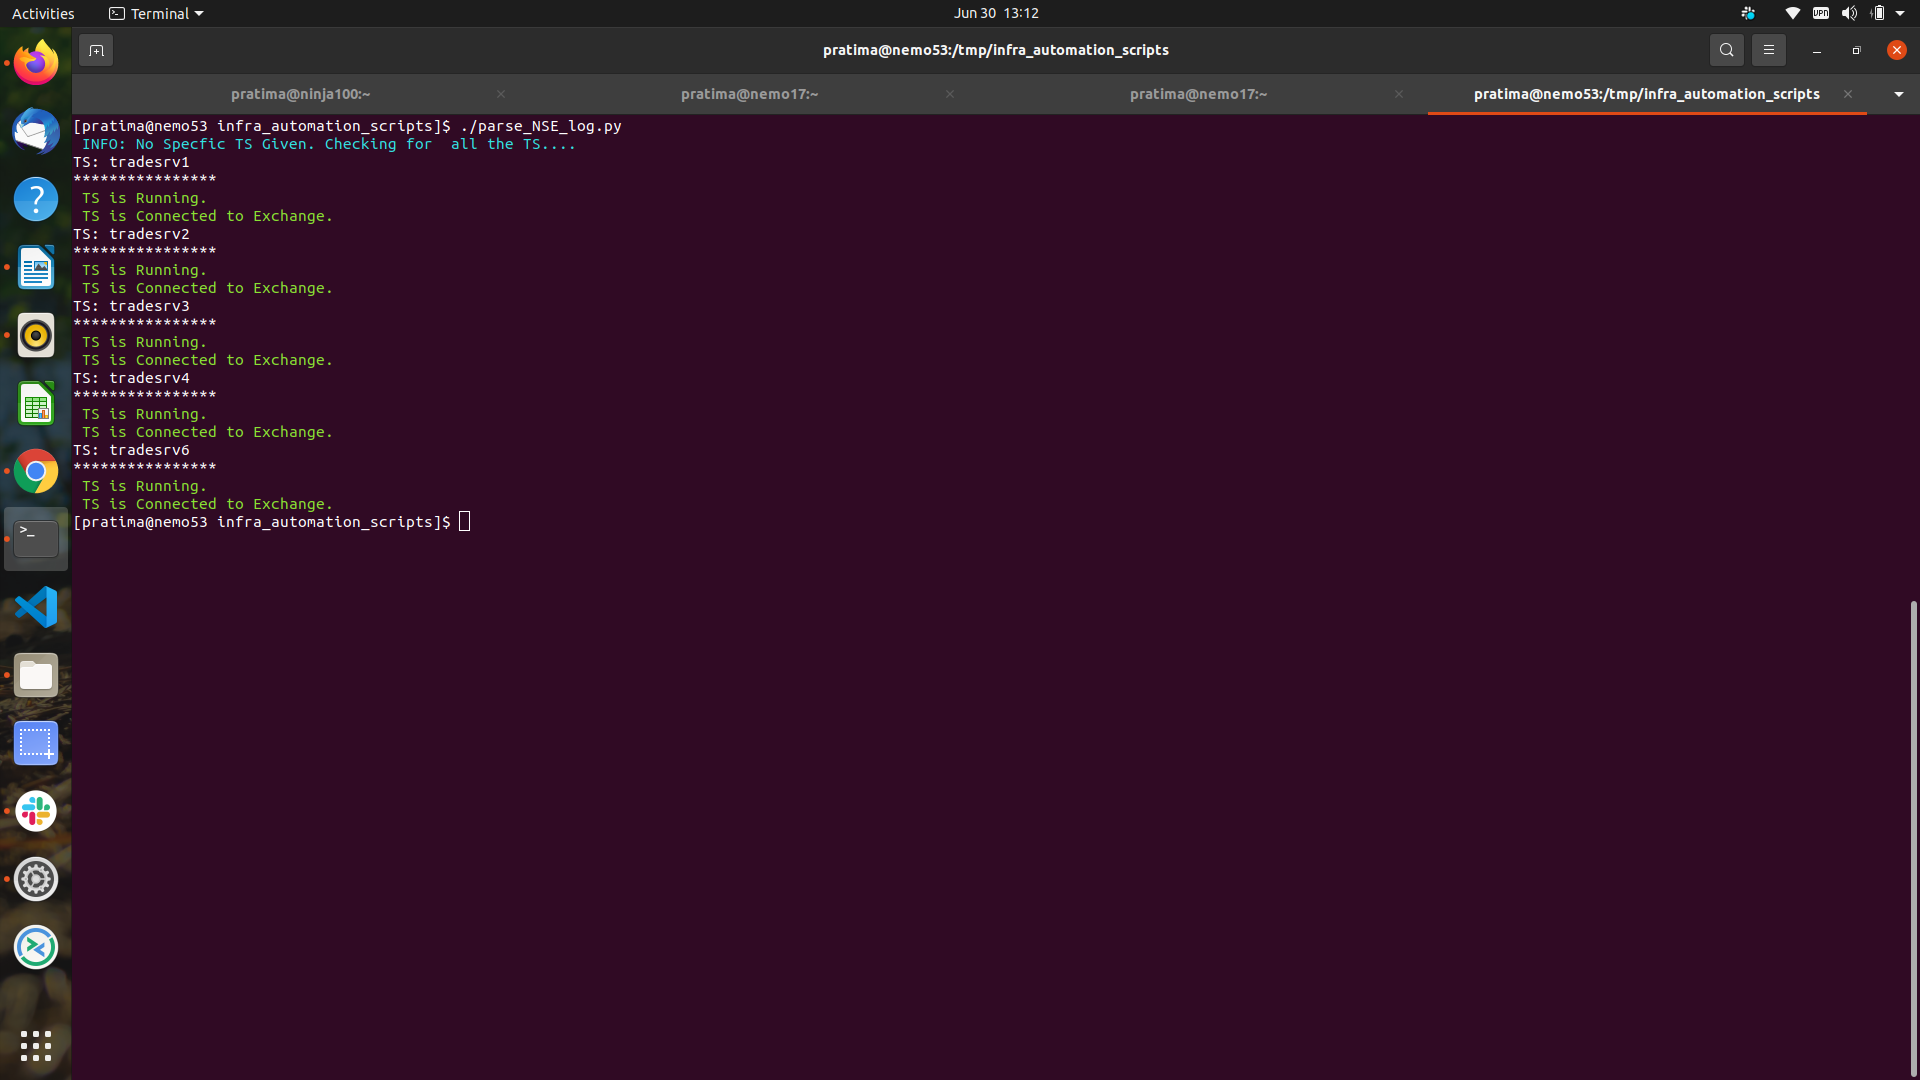 Activities
Terminal
Jun 30 13:12
VPN
pratima@nemo53:/tmp/infra_automation_scripts
pratima@ninja100:~
pratima@nemo17:~
pratima@nemo17:~
pratima@nemo53:/tmp/infra_automation_scripts
[pratima@nemo53 infra_automation_scripts]$ ./parse_NSE_log.py
INFO: No Specfic TS Given. Checking for  all the TS....
TS: tradesrv1
****************
TS is Running.
TS is Connected to Exchange.
TS: tradesrv2
****************
TS is Running.
TS is Connected to Exchange.
TS: tradesrv3
****************
TS is Running.
TS is Connected to Exchange.
TS: tradesrv4
****************
TS is Running.
TS is Connected to Exchange.
TS: tradesrv6
****************
TS is Running.
TS is Connected to Exchange.
[pratima@nemo53 infra_automation_scripts]$